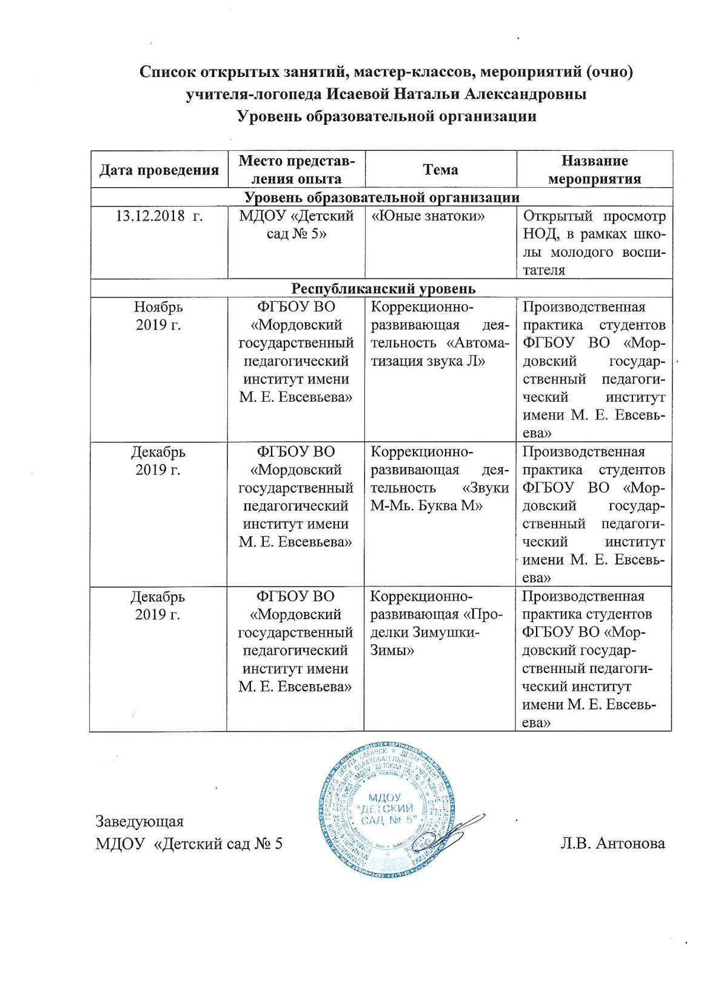 Список открытых занятий, мастер-классов, мероприятий (очно)
учителя-логопеда Исаевой Натальи Александровны
Уровень образовательной организации
Дата проведения
Место представ-
ления опыта
Тема
Название
мероприятия
Уровень образовательной организации
13.12.2018 г.
МДОУ «Детский
сад № 5»
«Юные знатоки»
Открытый просмотр
НОД, в рамках шко-
лы молодого воспи-
тателя
Республиканский уровень
Ноябрь
2019 г.
ФГБОУ ВО
«Мордовский
государственный
педагогический
институт имени
М. Е. Евсевьева»
Коррекционно-
развивающая дея-
тельность «Автома-
тизация звука Л»
Производственная
практика студентов
ФГБОУ ВО «Мор-
довский государ-
ственный педагоги-
ческий институт
имени М. Е. Евсевь-
ева»
Декабрь
2019 г.
ФГБОУ ВО
«Мордовский
государственный
педагогический
институт имени
М. Е. Евсевьева»
Коррекционно-
развивающая дея-
тельность «Звуки
М-Мь. Буква М»
Производственная
практика студентов
ФГБОУ ВО «Мор-
довский государ-
ственный педагоги-
ческий институт
имени М. Е. Евсевь-
ева»
Декабрь
2019 г.
ФГБОУ ВО
«Мордовский
государственный
педагогический
институт имени
М. Е. Евсевьева»
Коррекционно-
развивающая «Про-
делки Зимушки-
Зимы»
Производственная
практика студентов
ФГБОУ ВО «Мор-
довский государ-
ственный педагоги-
ческий институт
имени М. Е. Евсевь-
ева»
АДМИНИСТРАЦИЯ ГОРОДСКОГО ОКРУГА САРАНСК * ДЕПАРТАМЕНТ ПО СОЦИАЛЬНОЙ ПОЛИТИКЕ
МДОУ
"ДЕТСКИЙ
САД № 5"
Заведующая
МДОУ «Детский сад № 5
Л.В. Антонова